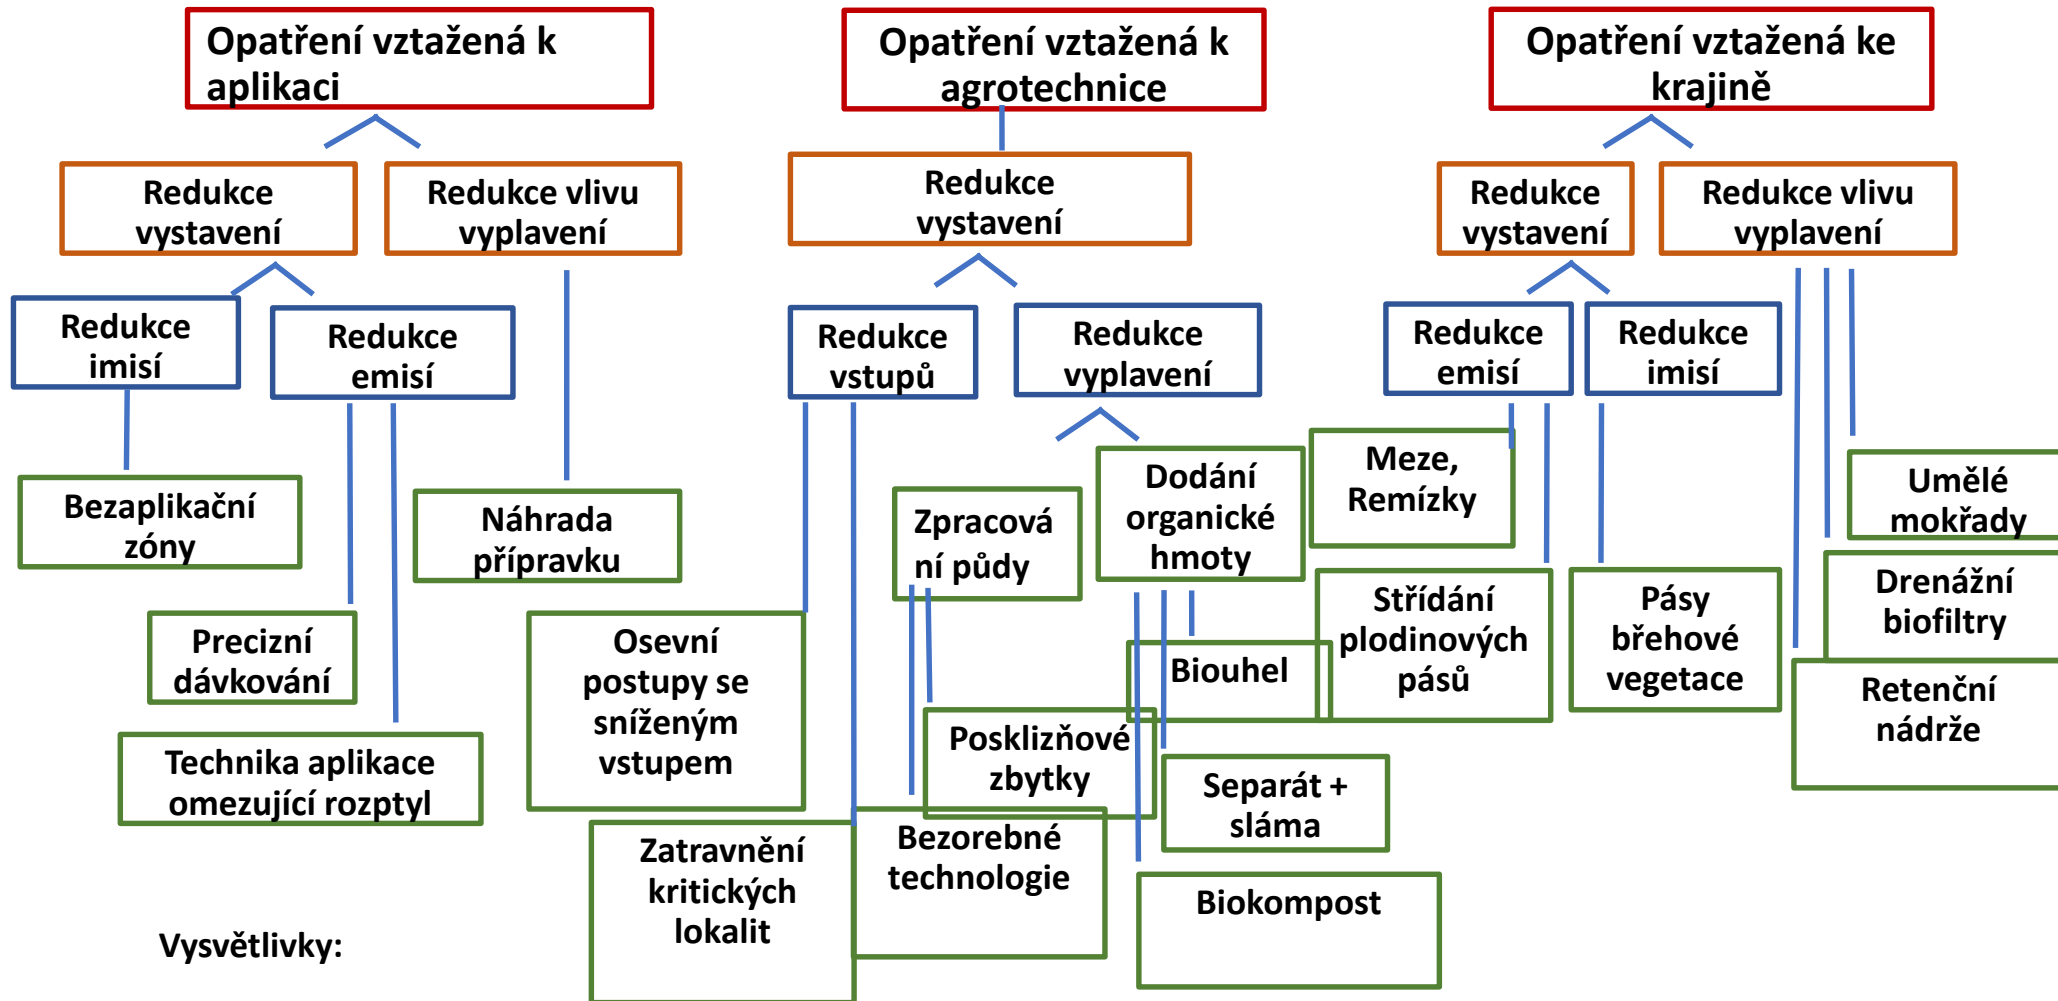 Opatření vztažená k
aplikaci
Opatření vztažená k
agrotechnice
Opatření vztažená ke
krajině
Redukce
vystavení
Redukce vlivu
vyplavení
Redukce
vystavení
Redukce
vystavení
Redukce vlivu
vyplavení
Redukce
imisí
Redukce
emisí
Redukce
vstupů
Redukce
vyplavení
Redukce
emisí
Redukce
imisí
Bezaplikační
zóny
Náhrada
přípravku
Zpracová
ní půdy
Dodání
organické
hmoty
Meze,
Remízky
Umělé
mokřady
Precizní
dávkování
Osevní
postupy se
sníženým
vstupem
Biouhel
Střídání
plodinových
pásů
Pásy
břehové
vegetace
Drenážní
biofiltry
Retenční
nádrže
Technika aplikace
omezující rozptyl
Posklizňové
zbytky
Separát +
sláma
Zatravnění
kritických
lokalit
Bezorebné
technologie
Biokompost
Vysvětlivky: